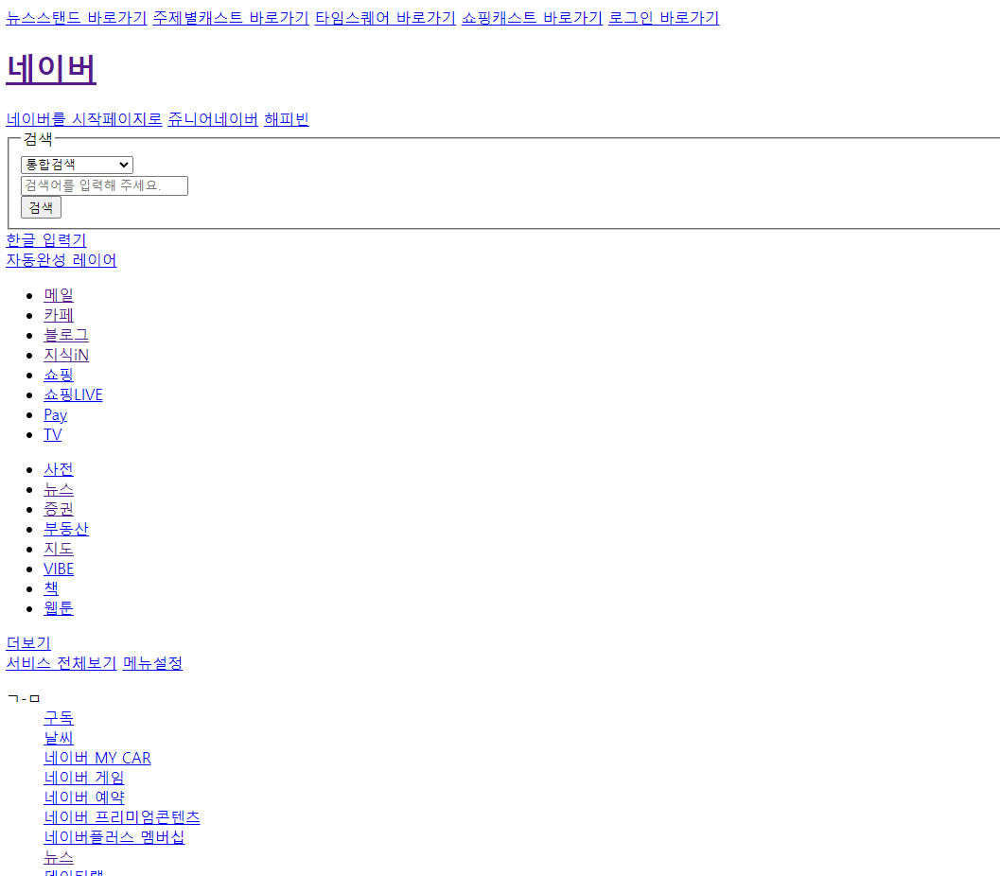 뉴스스탠드 바로가기 주제별캐스트 바로가기 타임스퀘어 바로가기 쇼핑캐스트 바로가기 로그인 바로가기
네이버
네이버를 시작페이지로 쥬니어네이버 해피빈
검색
통합검색
검색어를 입력해 주세요.
검색
한글 입력기
자동완성 레이어
메일
카페
블로그
지식iN
쇼핑
쇼핑LIVE
Pay
TV
사전
뉴스
증권
부동산
지도
VIBE
책
웹툰
더보기
서비스 전체보기 메뉴설정
ㄱ-ㅁ
구독
날씨
네이버 MY CAR
네이버 게임
네이버 예약
네이버 프리미엄콘텐츠
네이버플러스 멤버십
뉴스